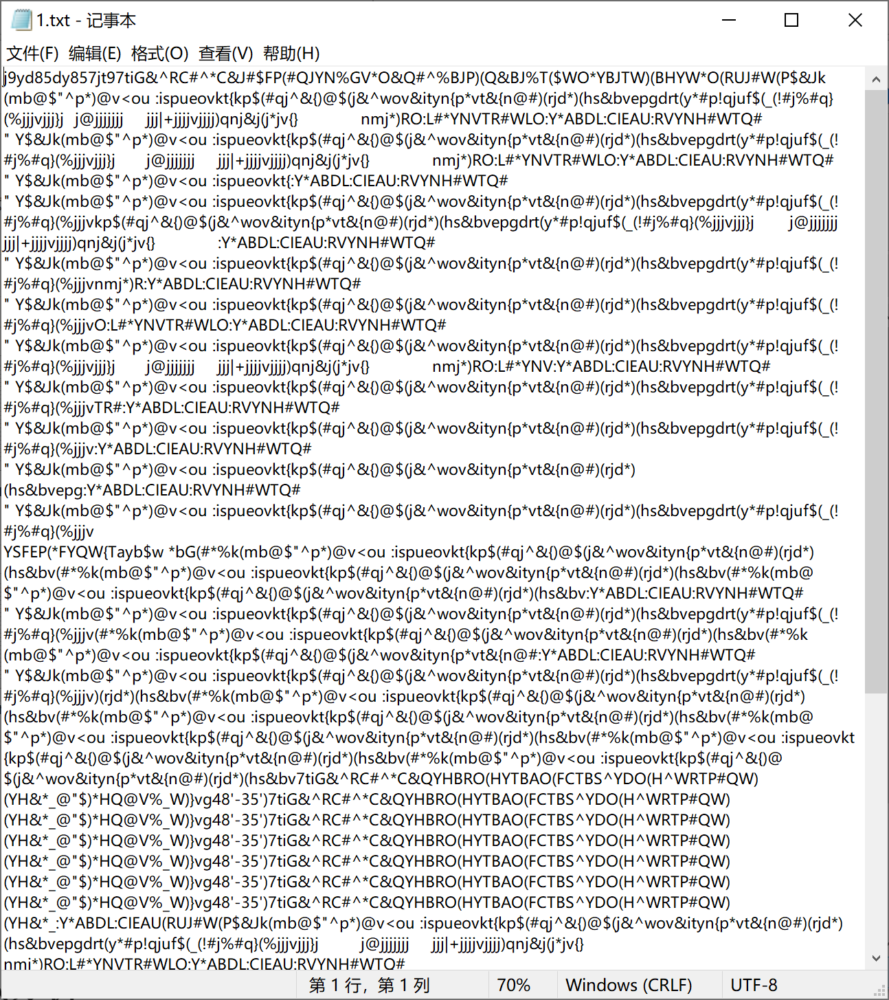 1.txt - 记事本
文件(F) 编辑(E) 格式(O) 查看(V) 帮助(H)
j9yd85dy857jt97tiG&^RC#^*C&J#$FP(#QJYN%GV*O&Q#^%BJP)(Q&BJ%T($WO*YBJTW)(BHYW*O(RUJ#W(P$&Jk
(mb@$"^p*)@v<ou :ispueovkt{kp$(#qj^&{)@$(j&^wov&ityn{p*vt&{n@#)(rjd*)(hs&bvepgdrt(y*#p!qjuf$(_(!#j%#q}
(%jjjvjjj}j   j@jjjjjjj      jjj|+jjjjvjjjj)qnj&j(j*jv{}                 nmj*)RO:L#*YNVTR#WLO:Y*ABDL:CIEAU:RVYNH#WTQ#
" Y$&Jk(mb@$"^p*)@v<ou :ispueovkt{kp$(#qj^&{)@$(j&^wov&ityn{p*vt&{n@#)(rjd*)(hs&bvepgdrt(y*#p!qjuf$(_(!
#j%#q}(%jjjvjjj}j        j@jjjjjjj      jjj|+jjjjvjjjj)qnj&j(j*jv{}                 nmj*)RO:L#*YNVTR#WLO:Y*ABDL:CIEAU:RVYNH#WTQ#
" Y$&Jk(mb@$"^p*)@v<ou :ispueovkt{:Y*ABDL:CIEAU:RVYNH#WTQ#
" Y$&Jk(mb@$"^p*)@v<ou :ispueovkt{kp$(#qj^&{)@$(j&^wov&ityn{p*vt&{n@#)(rjd*)(hs&bvepgdrt(y*#p!qjuf$(_(!
#j%#q}(%jjjvkp$(#qj^&{)@$(j&^wov&ityn{p*vt&{n@#)(rjd*)(hs&bvepgdrt(y*#p!qjuf$(_(!#j%#q}(%jjjvjjj}j         j@jjjjjjj
jjj|+jjjjvjjjj)qnj&j(j*jv{}                 :Y*ABDL:CIEAU:RVYNH#WTQ#
" Y$&Jk(mb@$"^p*)@v<ou :ispueovkt{kp$(#qj^&{)@$(j&^wov&ityn{p*vt&{n@#)(rjd*)(hs&bvepgdrt(y*#p!qjuf$(_(!
#j%#q}(%jjjvnmj*)R:Y*ABDL:CIEAU:RVYNH#WTQ#
" Y$&Jk(mb@$"^p*)@v<ou :ispueovkt{kp$(#qj^&{)@$(j&^wov&ityn{p*vt&{n@#)(rjd*)(hs&bvepgdrt(y*#p!qjuf$(_(!
#j%#q}(%jjjvO:L#*YNVTR#WLO:Y*ABDL:CIEAU:RVYNH#WTQ#
" Y$&Jk(mb@$"^p*)@v<ou :ispueovkt{kp$(#qj^&{)@$(j&^wov&ityn{p*vt&{n@#)(rjd*)(hs&bvepgdrt(y*#p!qjuf$(_(!
#j%#q}(%jjjvjjj}j        j@jjjjjjj      jjj|+jjjjvjjjj)qnj&j(j*jv{}                 nmj*)RO:L#*YNV:Y*ABDL:CIEAU:RVYNH#WTQ#
" Y$&Jk(mb@$"^p*)@v<ou :ispueovkt{kp$(#qj^&{)@$(j&^wov&ityn{p*vt&{n@#)(rjd*)(hs&bvepgdrt(y*#p!qjuf$(_(!
#j%#q}(%jjjvTR#:Y*ABDL:CIEAU:RVYNH#WTQ#
" Y$&Jk(mb@$"^p*)@v<ou :ispueovkt{kp$(#qj^&{)@$(j&^wov&ityn{p*vt&{n@#)(rjd*)(hs&bvepgdrt(y*#p!qjuf$(_(!
#j%#q}(%jjjv:Y*ABDL:CIEAU:RVYNH#WTQ#
" Y$&Jk(mb@$"^p*)@v<ou :ispueovkt{kp$(#qj^&{)@$(j&^wov&ityn{p*vt&{n@#)(rjd*)
(hs&bvepg:Y*ABDL:CIEAU:RVYNH#WTQ#
" Y$&Jk(mb@$"^p*)@v<ou :ispueovkt{kp$(#qj^&{)@$(j&^wov&ityn{p*vt&{n@#)(rjd*)(hs&bvepgdrt(y*#p!qjuf$(_(!
#j%#q}(%jjjv
YSFEP(*FYQW{Tayb$w *bG(#*%k(mb@$"^p*)@v<ou :ispueovkt{kp$(#qj^&{)@$(j&^wov&ityn{p*vt&{n@#)(rjd*)
(hs&bv(#*%k(mb@$"^p*)@v<ou :ispueovkt{kp$(#qj^&{)@$(j&^wov&ityn{p*vt&{n@#)(rjd*)(hs&bv(#*%k(mb@
$"^p*)@v<ou :ispueovkt{kp$(#qj^&{)@$(j&^wov&ityn{p*vt&{n@#)(rjd*)(hs&bv:Y*ABDL:CIEAU:RVYNH#WTQ#
" Y$&Jk(mb@$"^p*)@v<ou :ispueovkt{kp$(#qj^&{)@$(j&^wov&ityn{p*vt&{n@#)(rjd*)(hs&bvepgdrt(y*#p!qjuf$(_(!
#j%#q}(%jjjv(#*%k(mb@$"^p*)@v<ou :ispueovkt{kp$(#qj^&{)@$(j&^wov&ityn{p*vt&{n@#)(rjd*)(hs&bv(#*%k
(mb@$"^p*)@v<ou :ispueovkt{kp$(#qj^&{)@$(j&^wov&ityn{p*vt&{n@#:Y*ABDL:CIEAU:RVYNH#WTQ#
" Y$&Jk(mb@$"^p*)@v<ou :ispueovkt{kp$(#qj^&{)@$(j&^wov&ityn{p*vt&{n@#)(rjd*)(hs&bvepgdrt(y*#p!qjuf$(_(!
#j%#q}(%jjjv)(rjd*)(hs&bv(#*%k(mb@$"^p*)@v<ou :ispueovkt{kp$(#qj^&{)@$(j&^wov&ityn{p*vt&{n@#)(rjd*)
(hs&bv(#*%k(mb@$"^p*)@v<ou :ispueovkt{kp$(#qj^&{)@$(j&^wov&ityn{p*vt&{n@#)(rjd*)(hs&bv(#*%k(mb@
$"^p*)@v<ou :ispueovkt{kp$(#qj^&{)@$(j&^wov&ityn{p*vt&{n@#)(rjd*)(hs&bv(#*%k(mb@$"^p*)@v<ou :ispueovkt
{kp$(#qj^&{)@$(j&^wov&ityn{p*vt&{n@#)(rjd*)(hs&bv(#*%k(mb@$"^p*)@v<ou :ispueovkt{kp$(#qj^&{)@
$(j&^wov&ityn{p*vt&{n@#)(rjd*)(hs&bv7tiG&^RC#^*C&QYHBRO(HYTBAO(FCTBS^YDO(H^WRTP#QW)
(YH&*_@"$)*HQ@V%_W)}vg48'-35')7tiG&^RC#^*C&QYHBRO(HYTBAO(FCTBS^YDO(H^WRTP#QW)
(YH&*_@"$)*HQ@V%_W)}vg48'-35')7tiG&^RC#^*C&QYHBRO(HYTBAO(FCTBS^YDO(H^WRTP#QW)
(YH&*_@"$)*HQ@V%_W)}vg48'-35')7tiG&^RC#^*C&QYHBRO(HYTBAO(FCTBS^YDO(H^WRTP#QW)
(YH&*_@"$)*HQ@V%_W)}vg48'-35')7tiG&^RC#^*C&QYHBRO(HYTBAO(FCTBS^YDO(H^WRTP#QW)
(YH&*_@"$)*HQ@V%_W)}vg48'-35')7tiG&^RC#^*C&QYHBRO(HYTBAO(FCTBS^YDO(H^WRTP#QW)
(YH&*_@"$)*HQ@V%_W)}vg48'-35')7tiG&^RC#^*C&QYHBRO(HYTBAO(FCTBS^YDO(H^WRTP#QW)
(YH&*_:Y*ABDL:CIEAU(RUJ#W(P$&Jk(mb@$"^p*)@v<ou :ispueovkt{kp$(#qj^&{)@$(j&^wov&ityn{p*vt&{n@#)(rjd*)
(hs&bvepgdrt(y*#p!qjuf$(_(!#j%#q}(%jjjvjjj}j           j@jjjjjjj      jjj|+jjjjvjjjj)qnj&j(j*jv{}
nmj*)RO:L#*YNVTR#WLO:Y*ABDL:CIEAU:RVYNH#WTQ#
第 1 行，第 1 列 70% Windows (CRLF) UTF-8